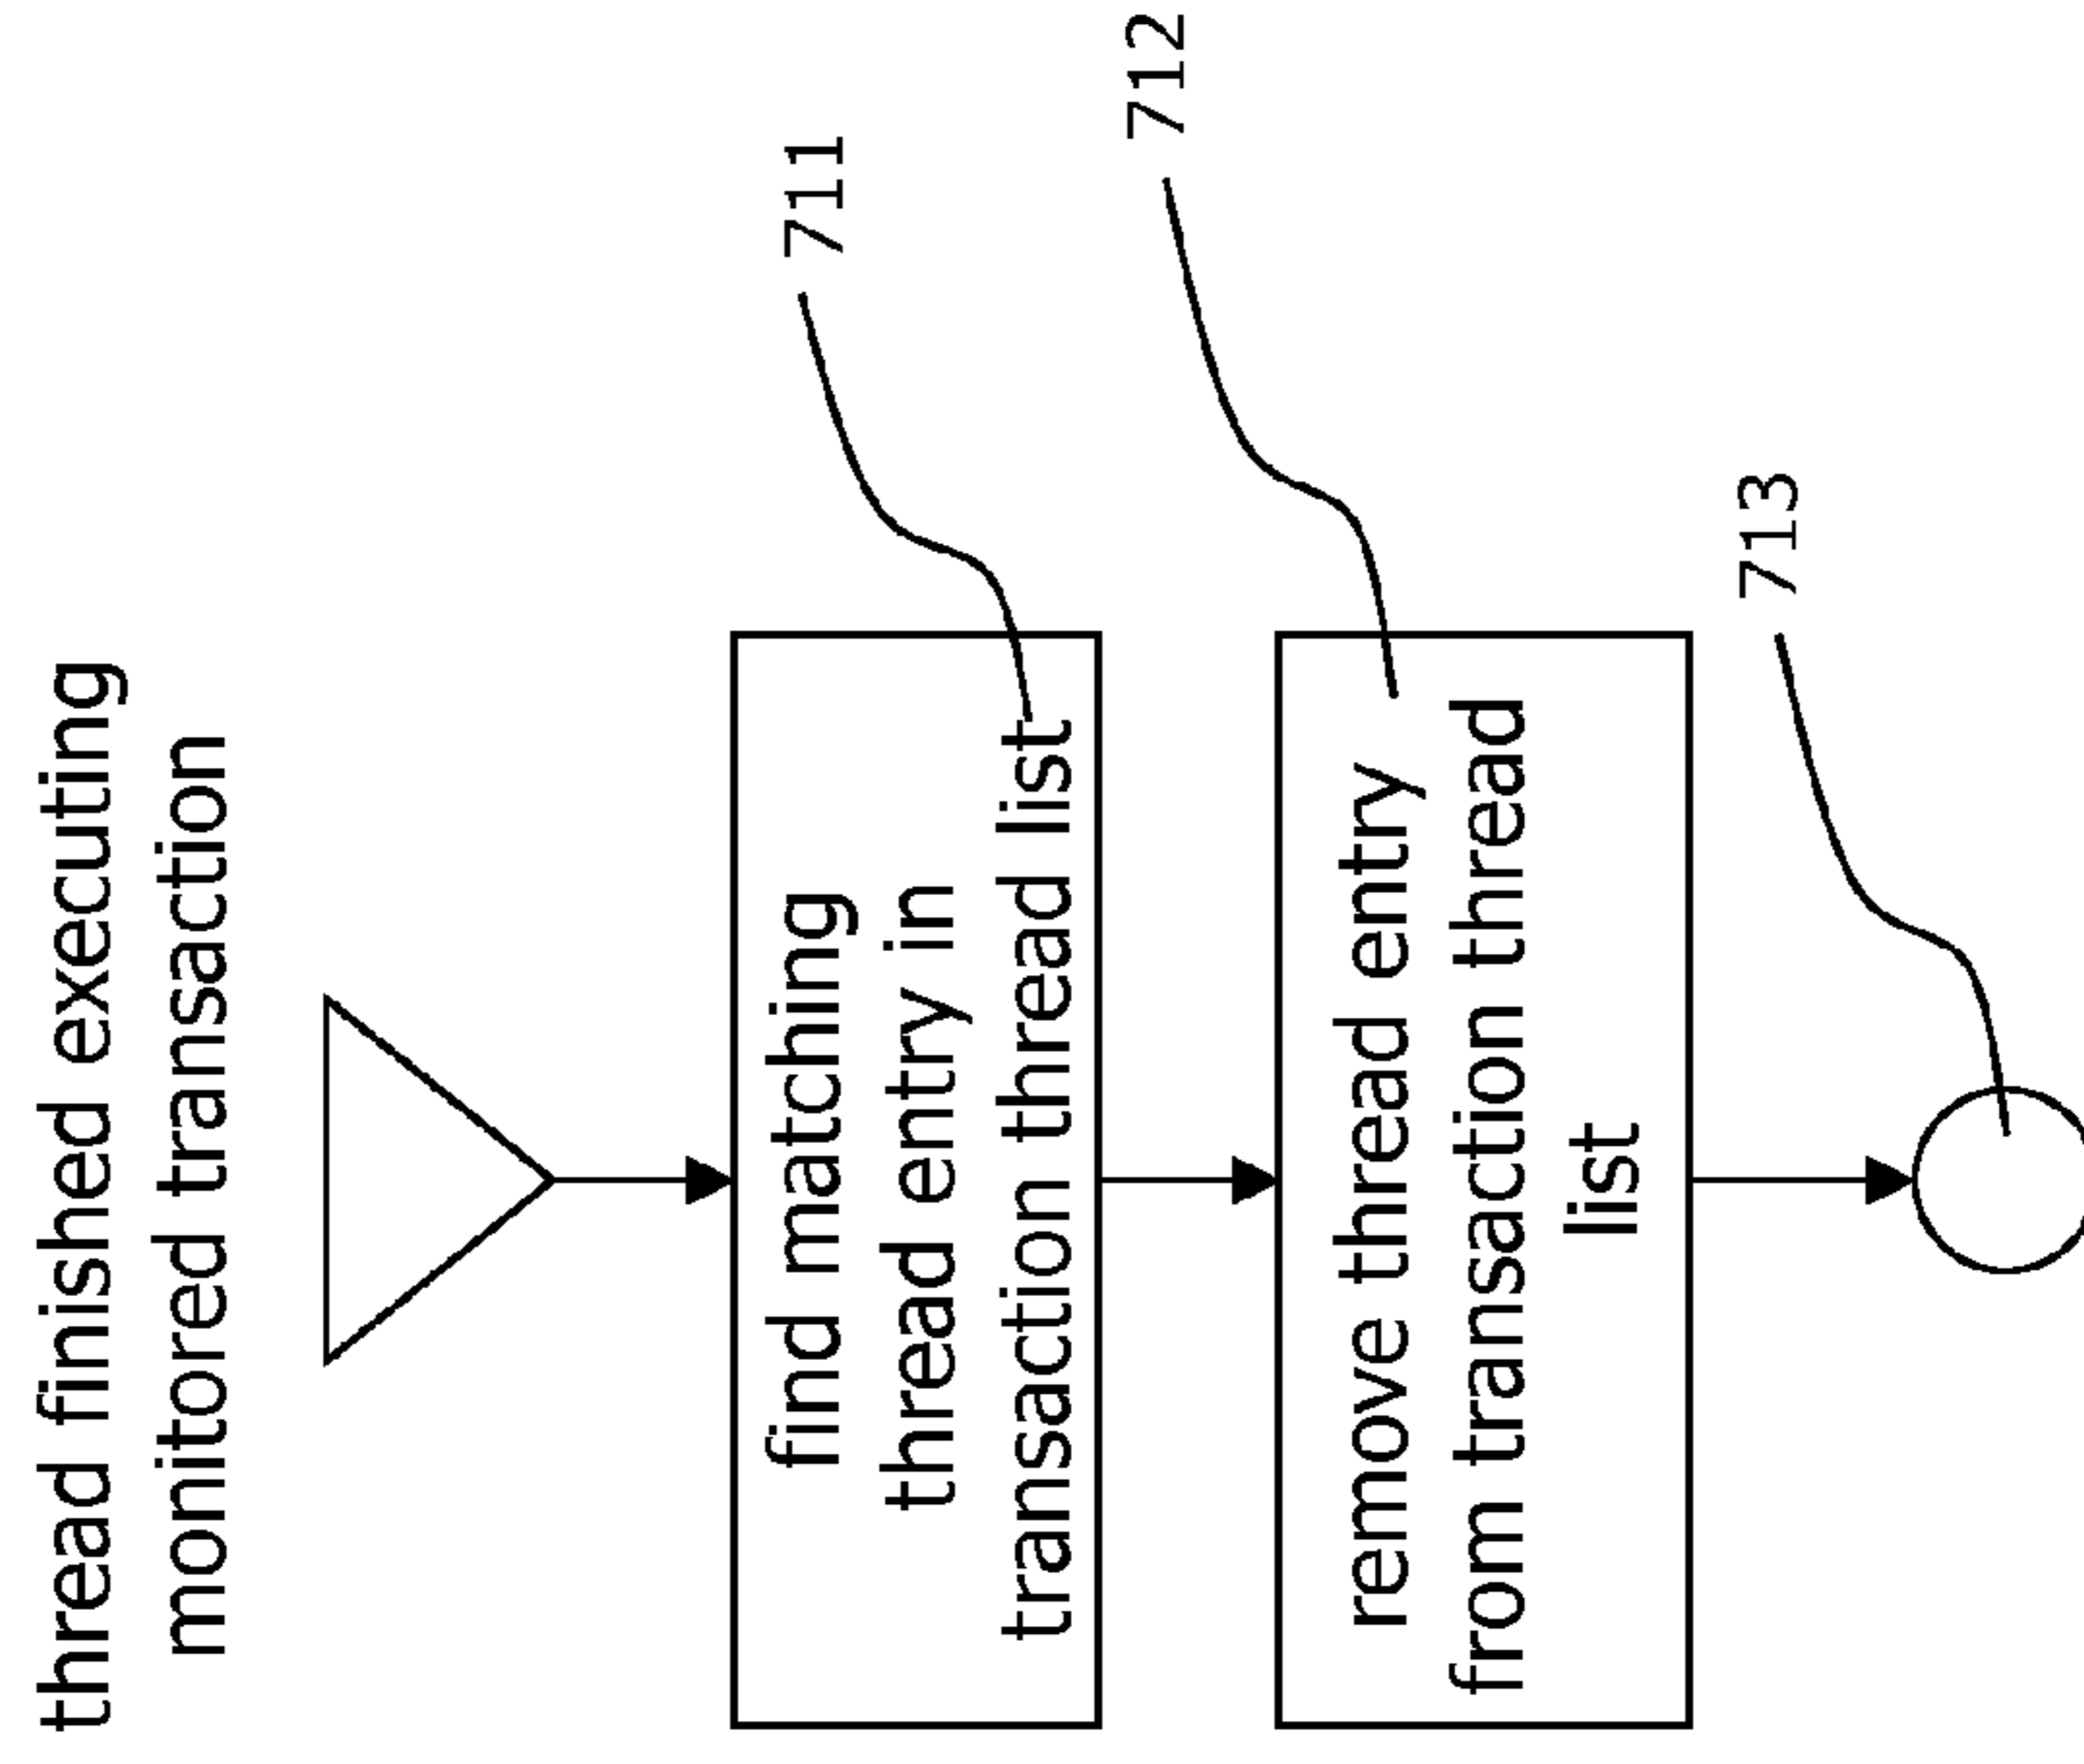 thread finished executing
monitored transaction
711
find matching
thread entry in
transaction thread list
712
remove thread entry
from transaction thread
list
713